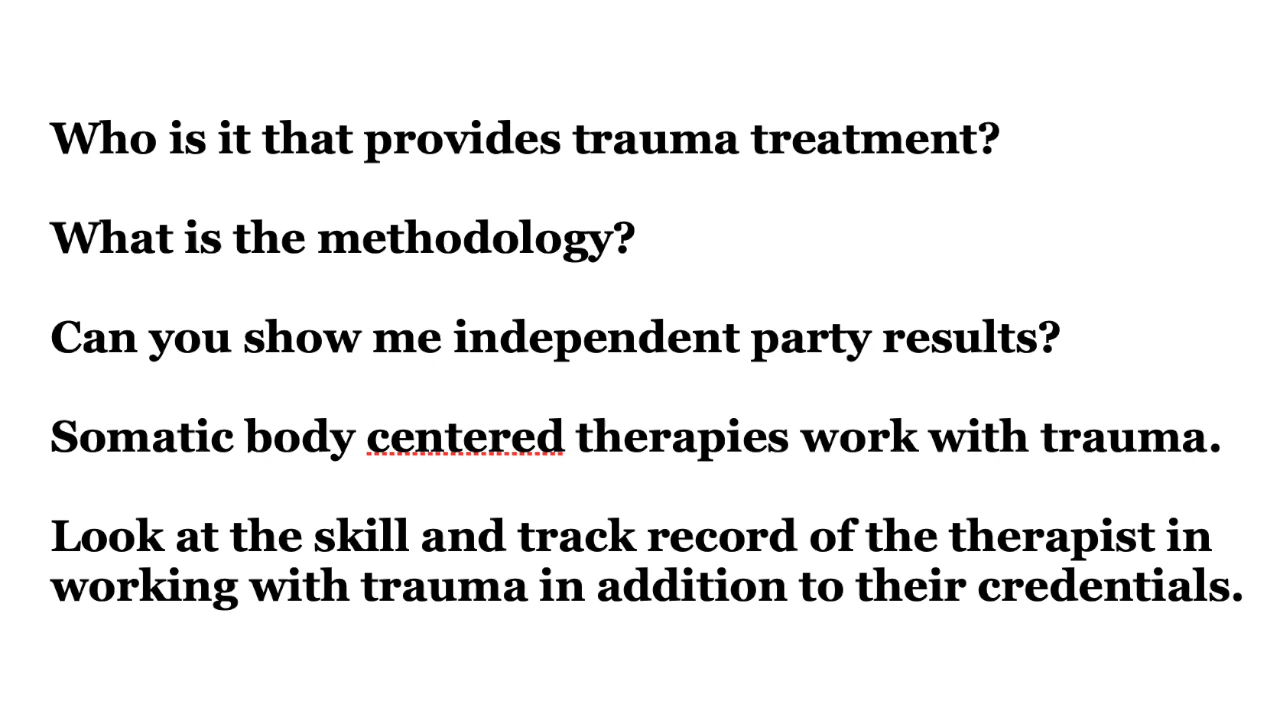 Who is it that provides trauma treatment?
What is the methodology?
Can you show me independent party results?
Somatic body centered therapies work with trauma.
Look at the skill and track record of the therapist in
working with trauma in addition to their credentials.